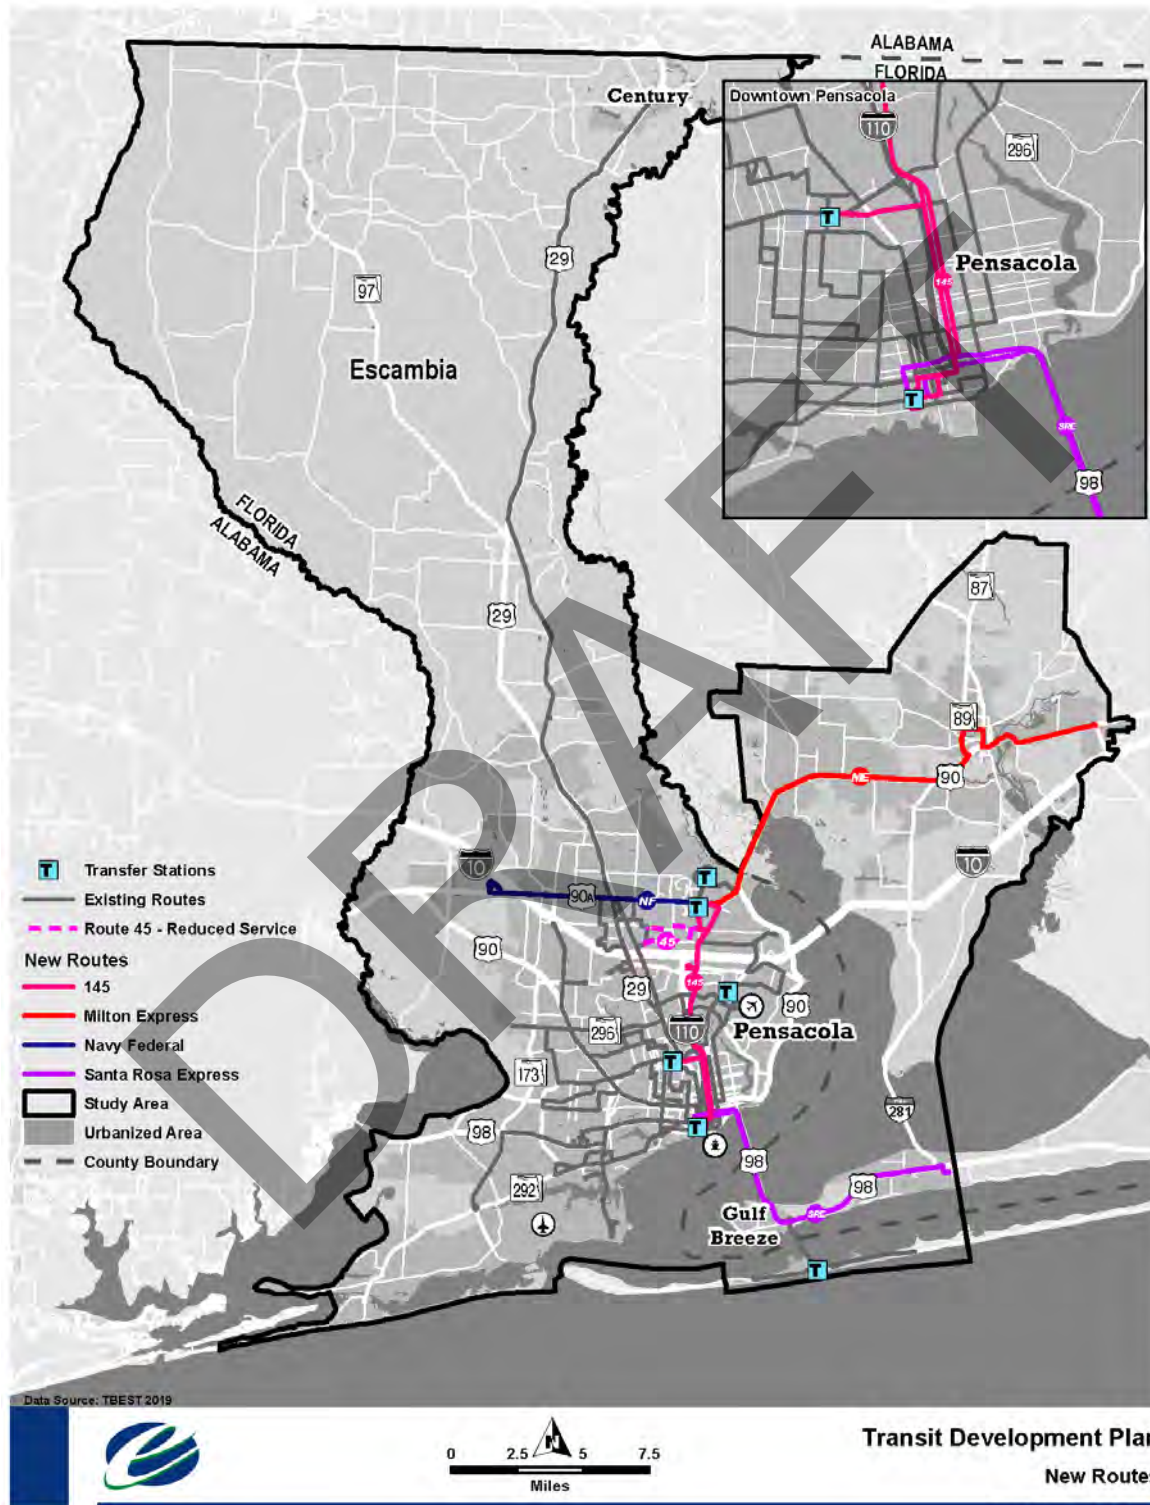 ALABAMA
FLORIDA
Century
Downtown Pensacola
110
296
T
29
97
Pensacola
145
Escambia
T
SRE
98
FLORIDA
ALABAMA
87
29
89
ME
90
10
10
T
90A
NF
T
45
90
145
29
T
90
296
110
Pensacola
T
173
281
98
T
98
98
292
SRE
Gulf
Breeze
T
T Transfer Stations
Existing Routes
Route 45 - Reduced Service
New Routes
145
Milton Express
Navy Federal
Santa Rosa Express
Study Area
Urbanized Area
County Boundary
DRAFT
Data Source: TBEST 2019
N
0 2.5 5 7.5
Miles
Transit Development Plan
New Routes